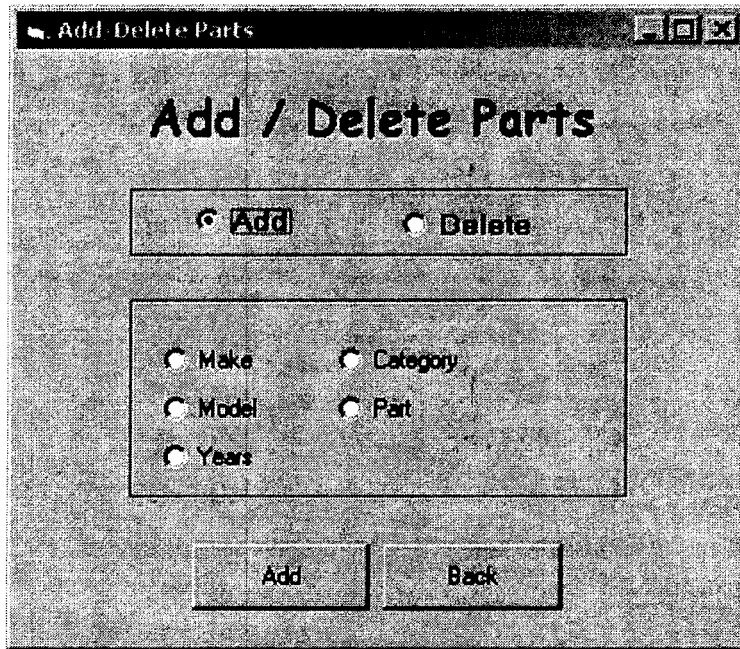 Add-Delete Parts
Add / Delete Parts
Add Delete
Make Category
Model Part
Years
Add Back